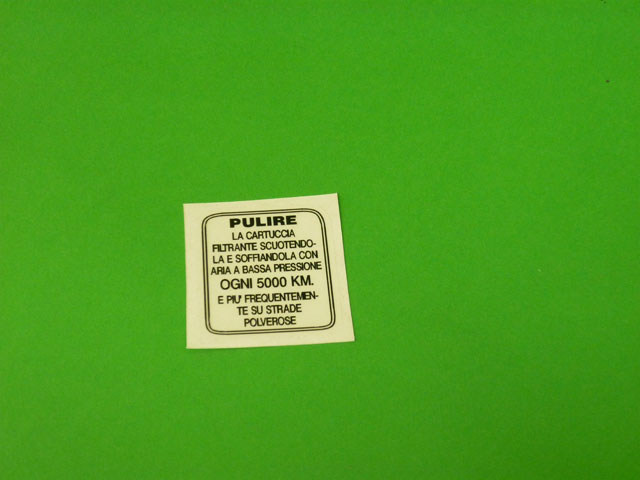 PULIRE
LA CARTUCCIA
FILTRANTE SCUOTENDO-
LA E SOFFIANDOLA CON
ARIA A BASSA PRESSIONE
OGNI 5000 KM.
E PIU' FREQUENTEMEN-
TE SU STRADE
POLVEROSE